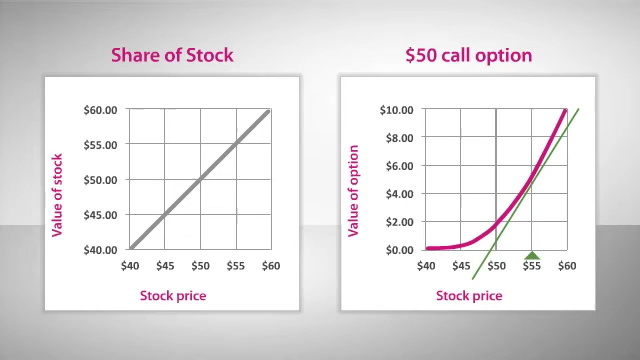 Share of Stock
$60.00
$55.00
$50.00
$45.00
$40.00
Value of stock
$40 $45 $50 $55 $60
Stock price
$50 call option
$10.00
$8.00
$6.00
$4.00
$2.00
$0.00
Value of option
$40 $45 $50 $55 $60
Stock price